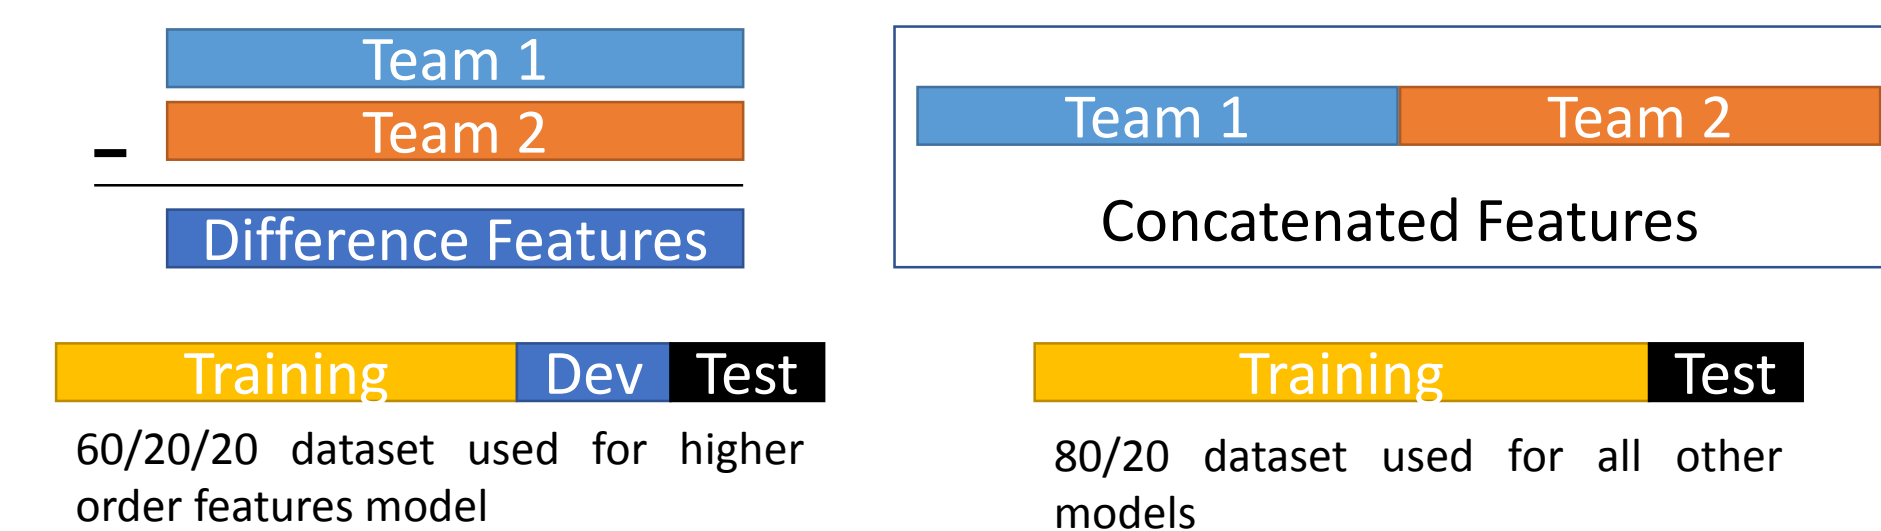 Team 1
Team 2
-
Difference Features
Team 1 Team 2
Concatenated Features
Training Dev Test
60/20/20 dataset used for higher
order features model
Training Test
80/20 dataset used for all other
models